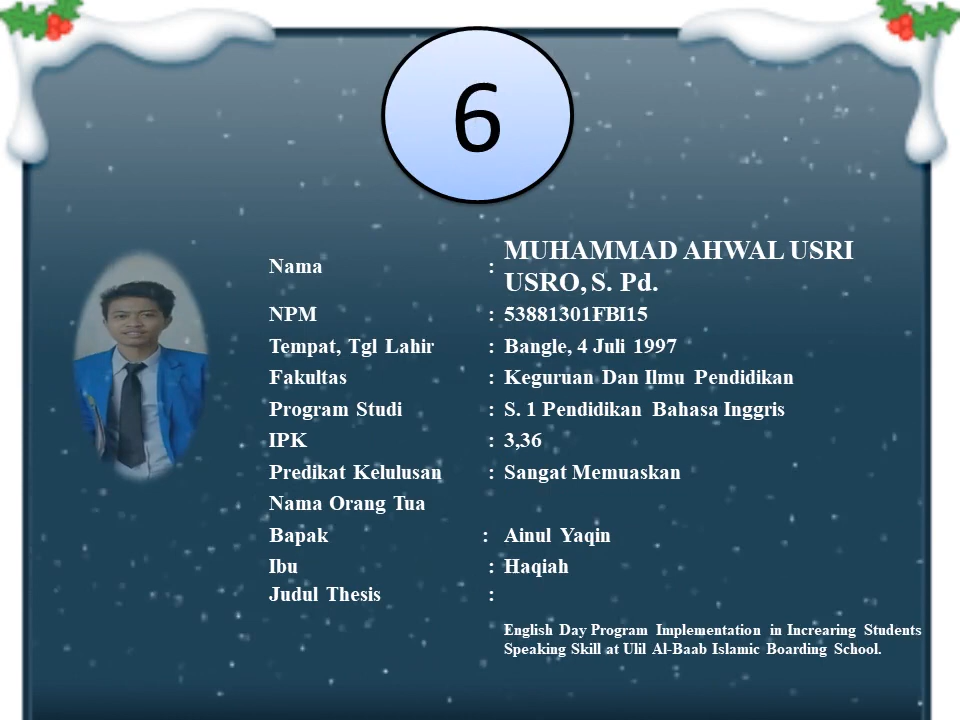 6
Nama : MUHAMMAD AHWAL USRI
USRO, S. Pd.
NPM : 53881301FBI15
Tempat, Tgl Lahir : Bangle, 4 Juli 1997
Fakultas : Keguruan Dan Ilmu Pendidikan
Program Studi : S. 1 Pendidikan Bahasa Inggris
IPK : 3,36
Predikat Kelulusan : Sangat Memuaskan
Nama Orang Tua
Bapak : Ainul Yaqin
Ibu : Haqiah
Judul Thesis :
English Day Program Implementation in Increaring Students
Speaking Skill at Ulil Al-Baab Islamic Boarding School.